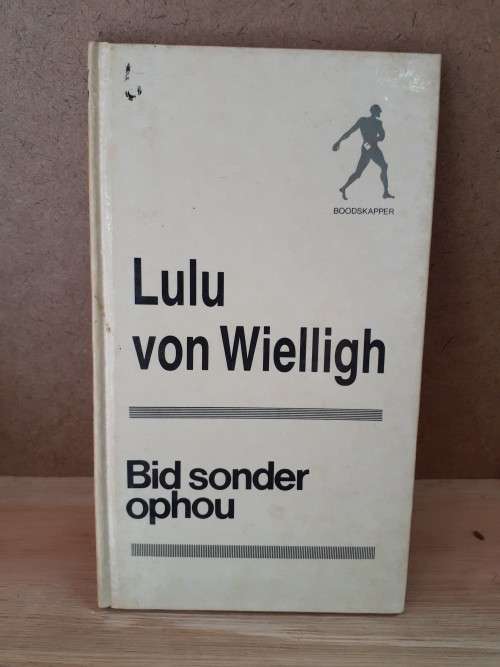 BOODSKAPPER
Lulu
von Wielligh
Bid sonder
ophou